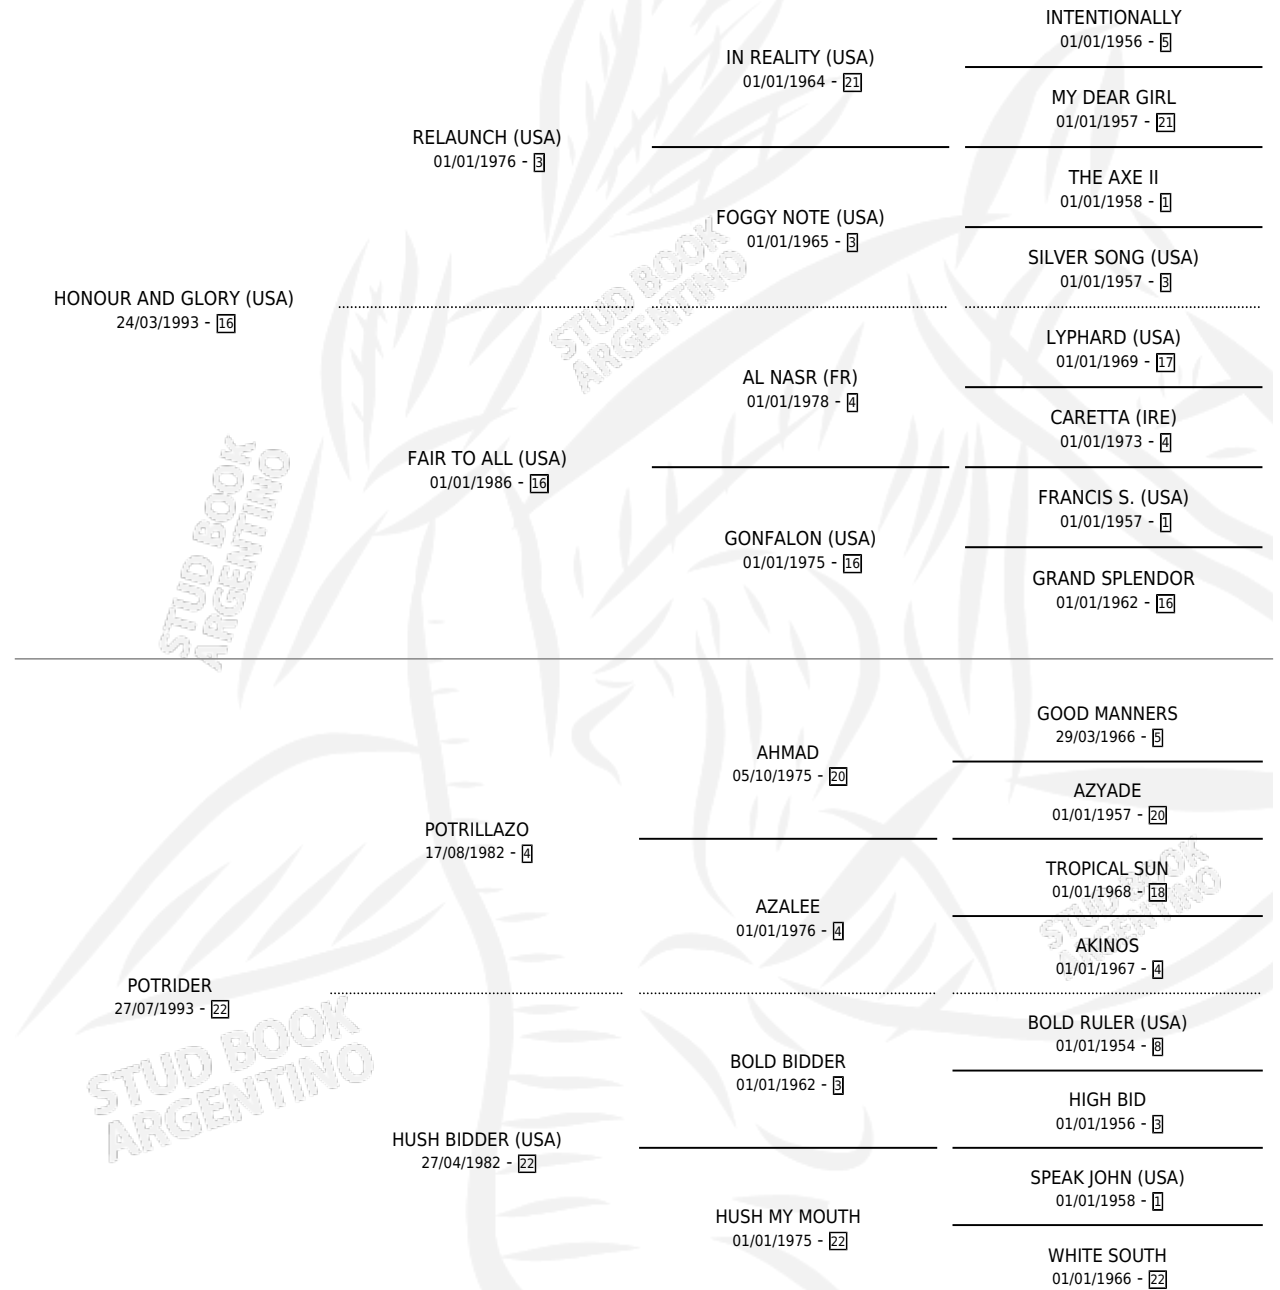 INTENTIONALLY
01/01/1956 - 5
IN REALITY (USA)
01/01/1964 - 21
MY DEAR GIRL
01/01/1957 - 21
RELAUNCH (USA)
01/01/1976 - 3
THE AXE II
01/01/1958 - 1
FOGGY NOTE (USA)
01/01/1965 - 3
SILVER SONG (USA)
01/01/1957 - 3
HONOUR AND GLORY (USA)
24/03/1993 - 16
LYPHARD (USA)
01/01/1969 - 17
AL NASR (FR)
01/01/1978 - 4
CARETTA (IRE)
01/01/1973 - 4
FAIR TO ALL (USA)
01/01/1986 - 16
FRANCIS S. (USA)
01/01/1957 - 1
GONFALON (USA)
01/01/1975 - 16
GRAND SPLENDOR
01/01/1962 - 16
GOOD MANNERS
29/03/1966 - 5
AHMAD
05/10/1975 - 20
AZYADE
01/01/1957 - 20
POTRILLAZO
17/08/1982 - 4
TROPICAL SUN
01/01/1968 - 18
AZALEE
01/01/1976 - 4
AKINOS
01/01/1967 - 4
POTRIDER
27/07/1993 - 22
BOLD RULER (USA)
01/01/1954 - 8
BOLD BIDDER
01/01/1962 - 3
HIGH BID
01/01/1956 - 3
HUSH BIDDER (USA)
27/04/1982 - 22
SPEAK JOHN (USA)
01/01/1958 - 1
HUSH MY MOUTH
01/01/1975 - 22
WHITE SOUTH
01/01/1966 - 22
STUD BOOK
ARGENTINO
STUD BOOK
ARGENTINO
STUD BOOK
ARGENTINO
STUD BOOK
ARGENTINO